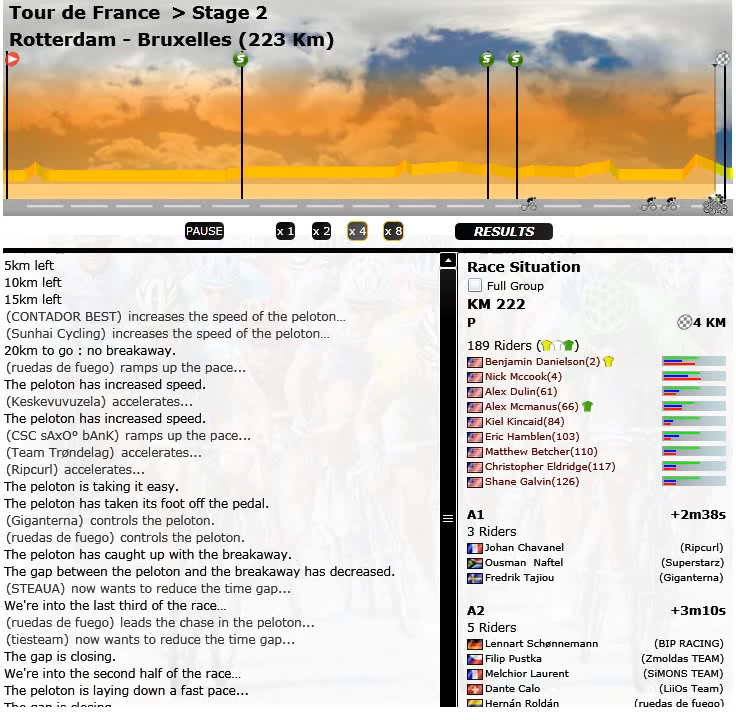 Tour de France > Stage 2
Rotterdam - Bruxelles (223 Km)
S
S
S
PAUSE
x 1
x 2
x 4
x 8
RESULTS
5km left
10km left
15km left
(CONTADOR BEST) increases the speed of the peloton...
(Sunhai Cycling) increases the speed of the peloton...
20km to go : no breakaway.
(ruedas de fuego) ramps up the pace...
The peloton has increased speed.
(Keskevuvuzela) accelerates...
The peloton has increased speed.
(CSC sAxO° bAnK) ramps up the pace...
(Team Trøndelag) accelerates...
(Ripcurl) accelerates...
The peloton is taking it easy.
The peloton has taken its foot off the pedal.
(Giganterna) controls the peloton.
(ruedas de fuego) controls the peloton.
The peloton has caught up with the breakaway.
The gap between the peloton and the breakaway has decreased.
(STEAUA) now wants to reduce the time gap...
We're into the last third of the race...
(ruedas de fuego) leads the chase in the peloton...
(tiesteam) now wants to reduce the time gap...
The gap is closing.
We're into the second half of the race...
The peloton is laying down a fast pace...
The gap is closing.
Race Situation
Full Group
KM 222
P 4 KM
189 Riders ( )
Benjamin Danielson(2)
Nick Mccook(4)
Alex Dulin(61)
Alex Mcmanus(66)
Kiel Kincaid(84)
Eric Hamblen(103)
Matthew Betcher(110)
Christopher Eldridge(117)
Shane Galvin(126)
A1 +2m38s
3 Riders
Johan Chavanel (Ripcurl)
Ousman Naftel (Superstarz)
Fredrik Tajiou (Giganterna)
A2 +3m10s
5 Riders
Lennart Schønnemann (BIP RACING)
Filip Pustka (Zmoldas TEAM)
Melchior Laurent (SiMONS TEAM)
Dante Calo (LiiOs Team)
Hernán Roldán (ruedas de fuego)